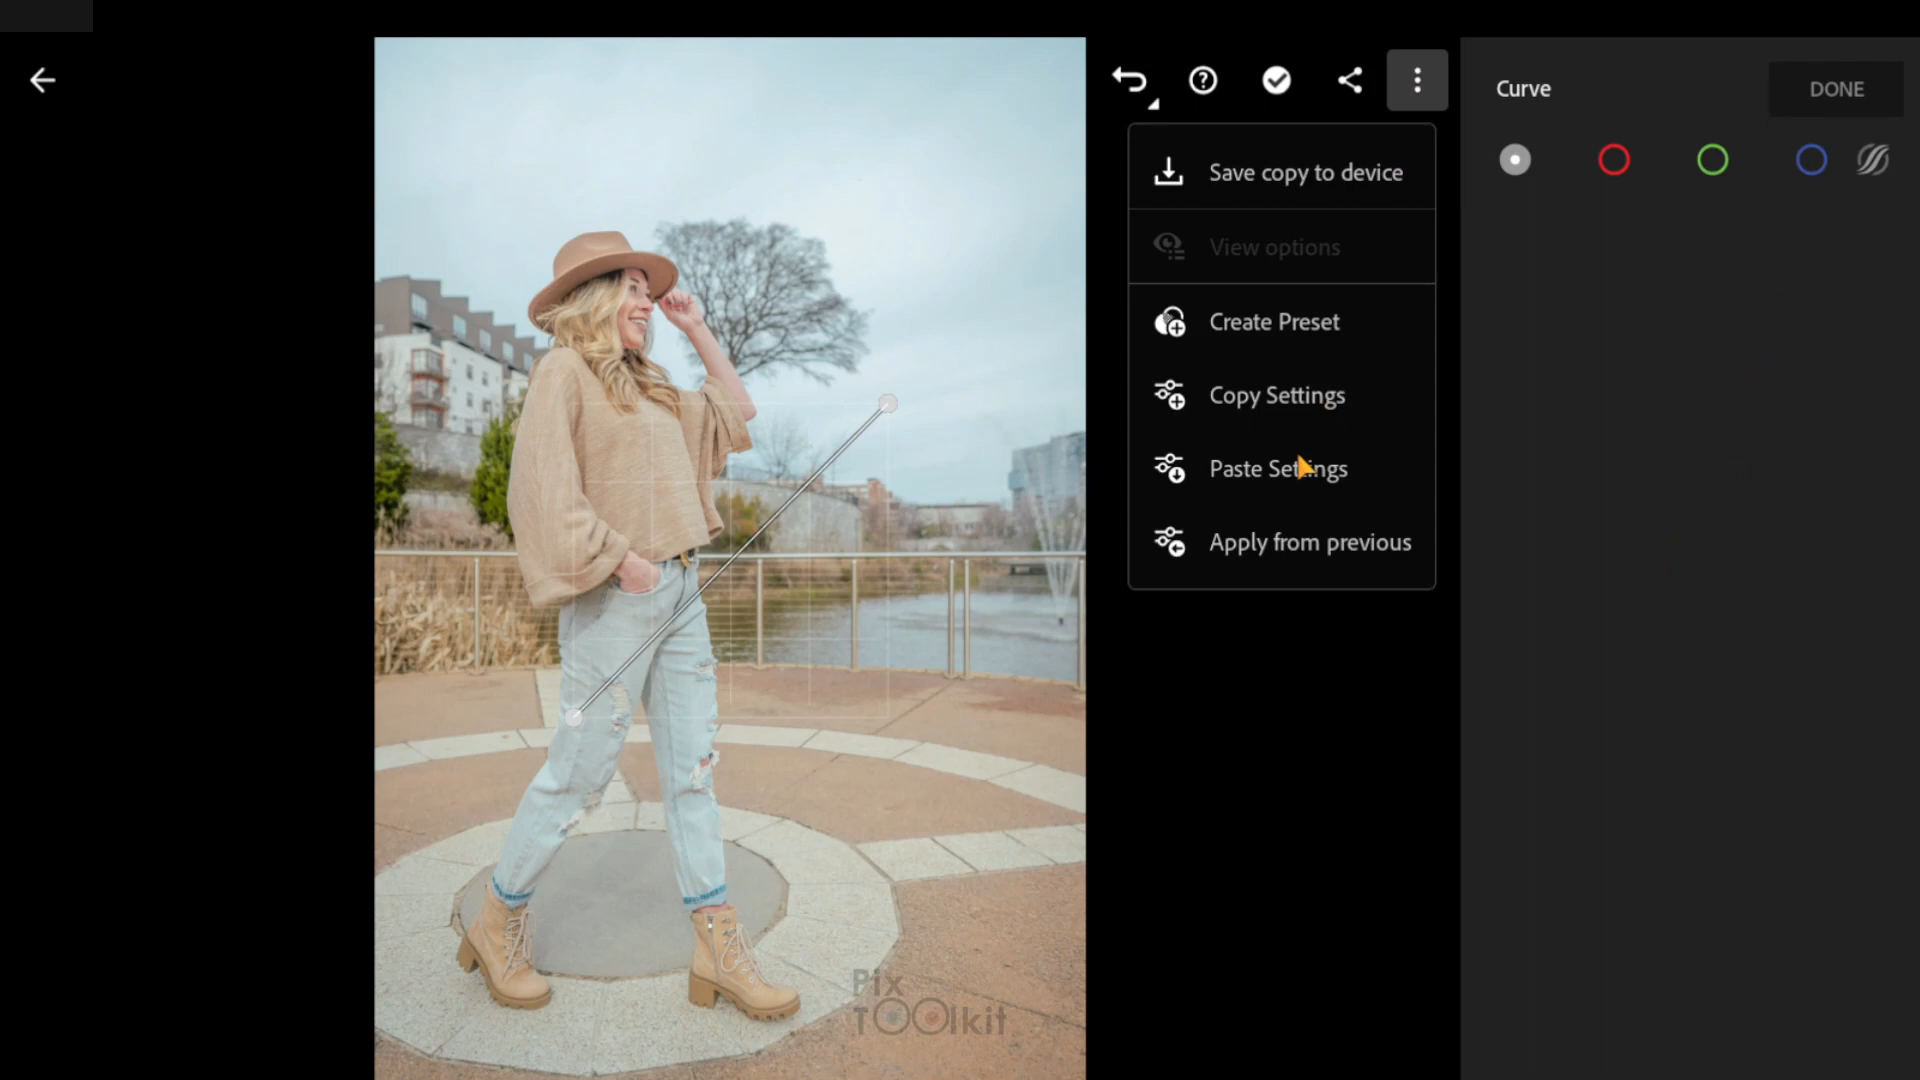 Curve
DONE
Save copy to device
View options
Create Preset
Copy Settings
Paste Settings
Apply from previous
Pix
TOOlkit